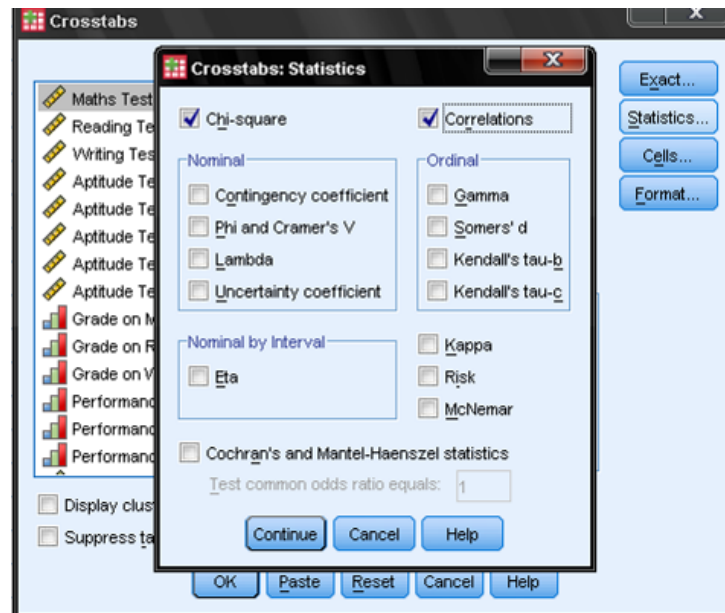 Crosstabs
Crosstabs: Statistics
Maths Test
Reading Te
Writing Tes
Aptitude Te
Aptitude Te
Aptitude Te
Aptitude Te
Aptitude Te
Grade on M
Grade on R
Grade on V
Performanc
Performanc
Performanc
Display clus
Suppress ta
Chi-square
Correlations
Nominal
Contingency coefficient
Phi and Cramer's V
Lambda
Uncertainty coefficient
Ordinal
Gamma
Somers' d
Kendall's tau-b
Kendall's tau-c
Nominal by Interval
Eta
Kappa
Risk
McNemar
Cochran's and Mantel-Haenszel statistics
Test common odds ratio equals: 1
Continue Cancel Help
Exact...
Statistics...
Cells...
Format...
OK Paste Reset Cancel Help